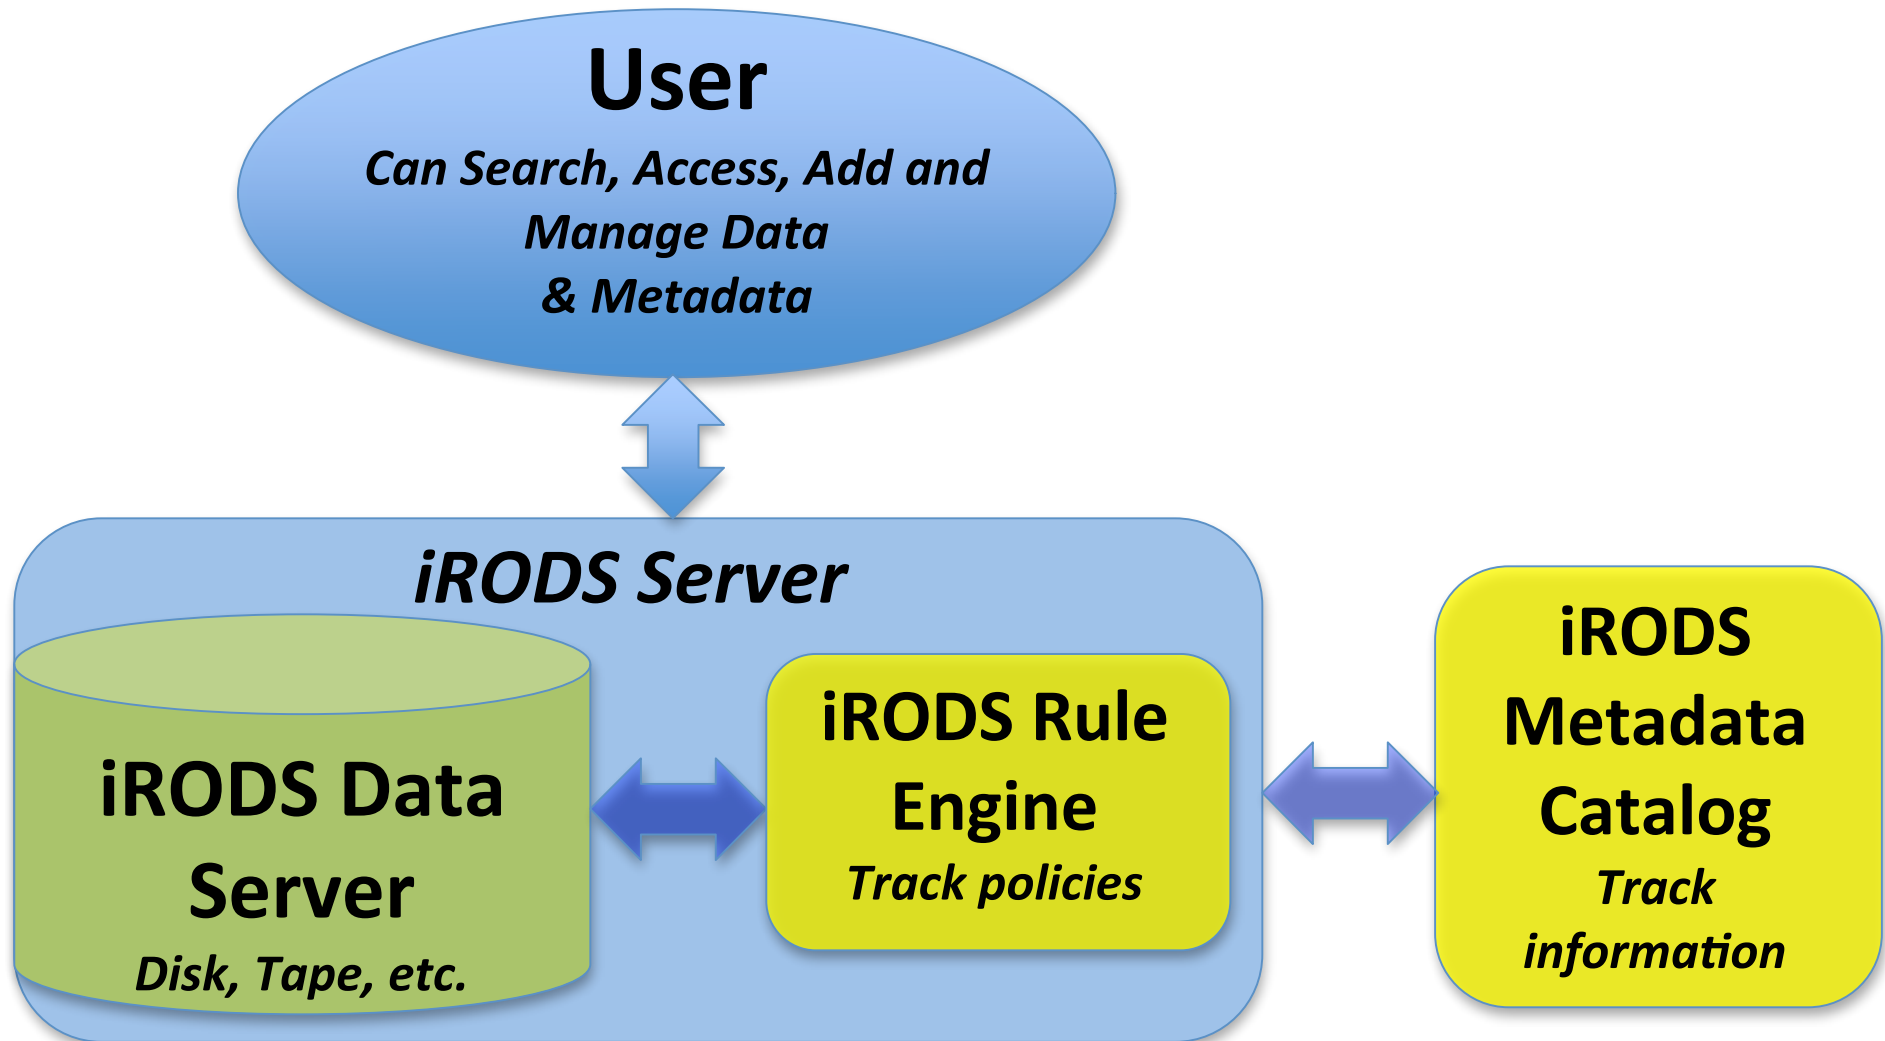 User
Can Search, Access, Add and
Manage Data
& Metadata
iRODS Server
iRODS Data
Server
Disk, Tape, etc.
iRODS Rule
Engine
Track policies
iRODS
Metadata
Catalog
Track
information